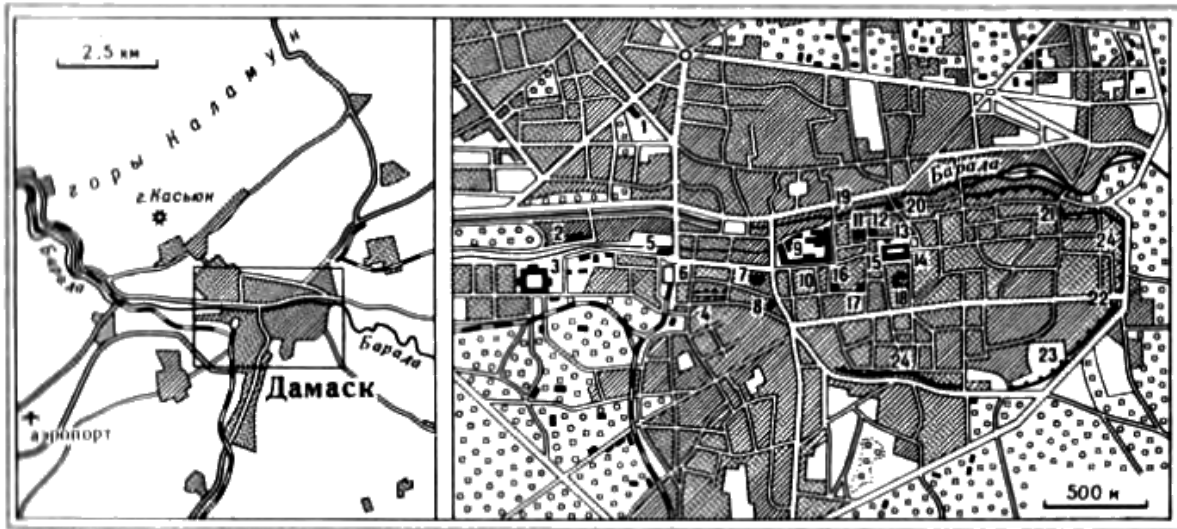 2,5 км
горы Каламун
г. Касьюн
Барада
Барада
Дамаск
аэропорт
1
Барада
19
20
2
5
11
12
13
21
24
9
14
3
6
7
10
16
15
18
22
4
8
17
24
23
500 м